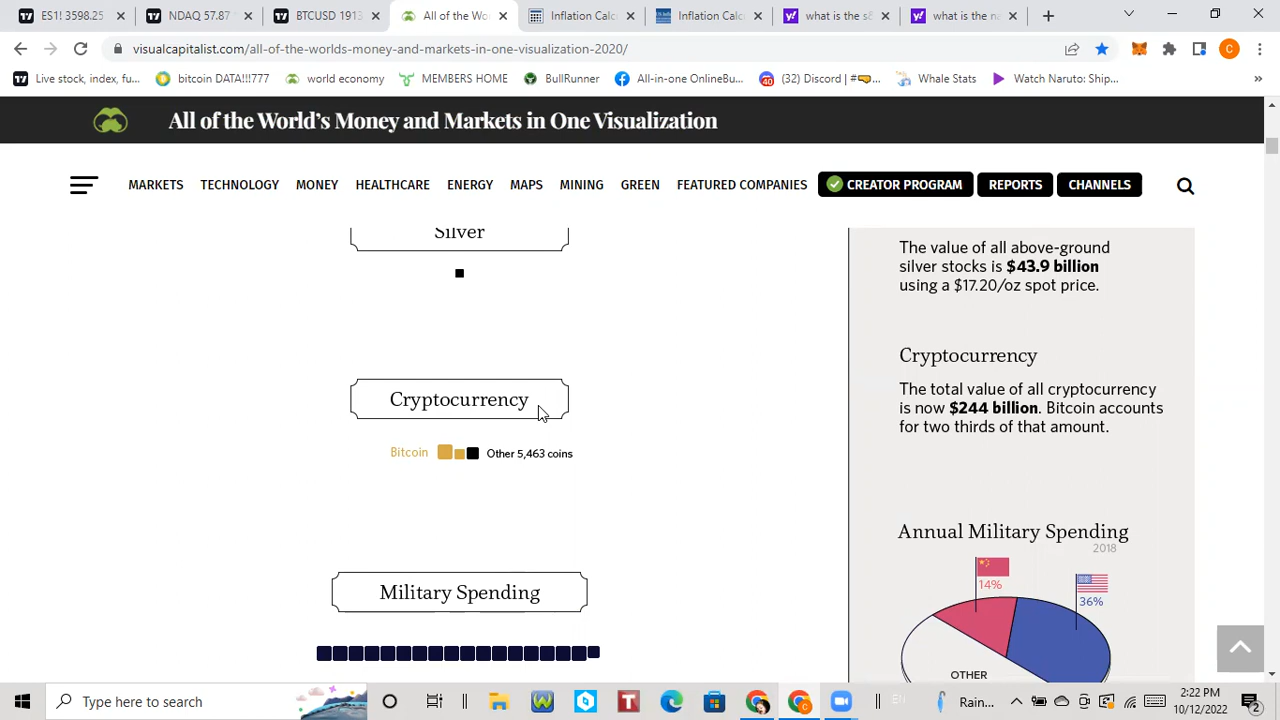 ES1! 3598.25
NDAQ 57.87
BTCUSD 191
All of the Wo
Inflation Calc
Inflation Calc
what is the s&
what is the na
visualcapitalist.com/all-of-the-worlds-money-and-markets-in-one-visualization-2020/
C
Live stock, index, fu...
bitcoin DATA!!!777
world economy
MEMBERS HOME
BullRunner
All-in-one OnlineBu...
(32) Discord | #
Whale Stats
Watch Naruto: Ship...
All of the World's Money and Markets in One Visualization
MARKETS
TECHNOLOGY
MONEY
HEALTHCARE
ENERGY
MAPS
MINING
GREEN
FEATURED COMPANIES
CREATOR PROGRAM
REPORTS
CHANNELS
Silver
The value of all above-ground
silver stocks is $43.9 billion
using a $17.20/oz spot price.
Cryptocurrency
Bitcoin
Other 5,463 coins
Cryptocurrency
The total value of all cryptocurrency
is now $244 billion. Bitcoin accounts
for two thirds of that amount.
Military Spending
Annual Military Spending
2018
14%
36%
OTHER
Type here to search
Rain...
2:22 PM
10/12/2022